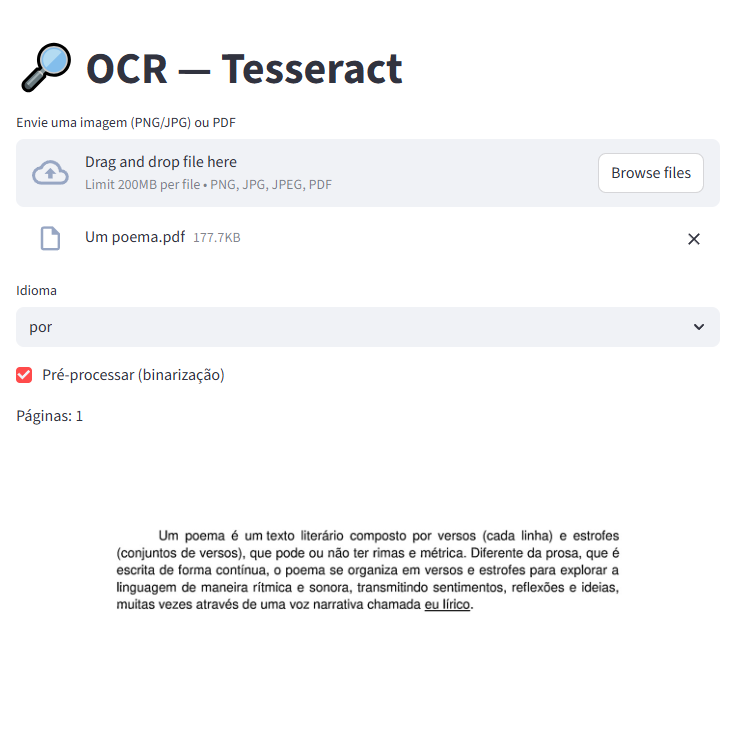 OCR — Tesseract
Envie uma imagem (PNG/JPG) ou PDF
Drag and drop file here
Limit 200MB per file • PNG, JPG, JPEG, PDF
Browse files
Um poema.pdf 177.7KB
Idioma
por
Pré-processar (binarização)
Páginas: 1
Um poema é um texto literário composto por versos (cada linha) e estrofes
(conjuntos de versos), que pode ou não ter rimas e métrica. Diferente da prosa, que é
escrita de forma contínua, o poema se organiza em versos e estrofes para explorar a
linguagem de maneira rítmica e sonora, transmitindo sentimentos, reflexões e ideias,
muitas vezes através de uma voz narrativa chamada eu lírico.